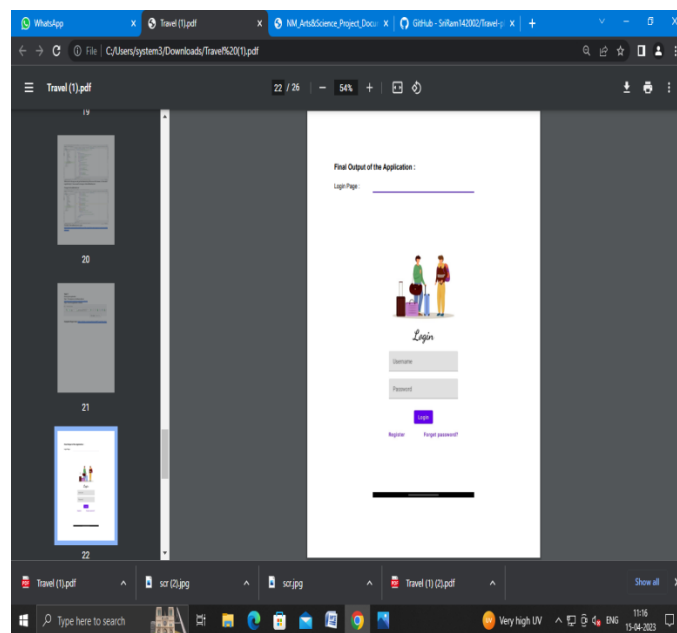 WhatsApp
Travel (1).pdf
NM_Arts&Science_Project_Docu
GitHub - SriRam142002/Travel-p
File
C:/Users/system3/Downloads/Travel%20(1).pdf
Travel (1).pdf
22 / 26
54%
19
20
21
22
Final Output of the Application :
Login Page :
Login
Username
Password
Login
Register Forget password?
Travel (1).pdf
scr (2).jpg
scr.jpg
Travel (1) (2).pdf
Show all
Type here to search
Very high UV
ENG
11:16
15-04-2023